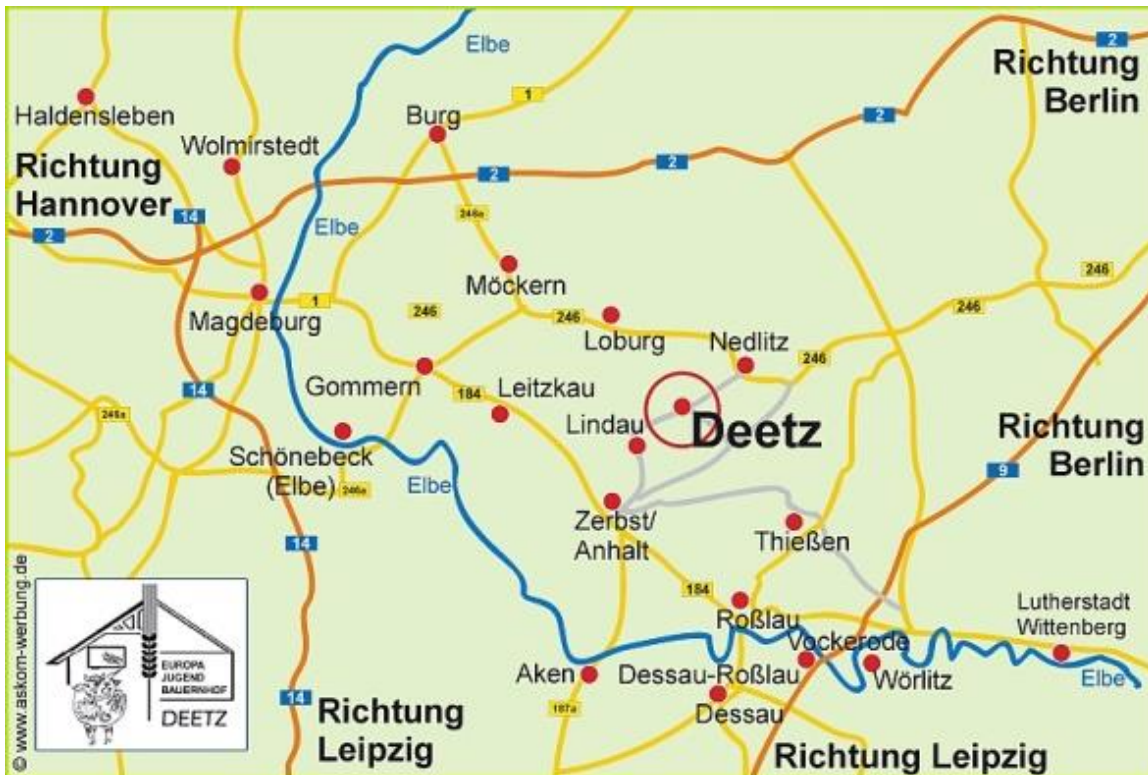 Elbe
2
Richtung
Berlin
1
Haldensleben
Burg
2
Wolmirstedt
Richtung
Hannover
2
2
14
246a
Elbe
2
Möckern
246
1
246
246
246
Magdeburg
Loburg
Nedlitz
246
Gommern
184
Leitzkau
14
Deetz
Lindau
246a
Richtung
Berlin
Schönebeck
(Elbe)
246a
Elbe
9
Zerbst/
Anhalt
Thießen
14
184
Roßlau
Lutherstadt
Wittenberg
Vockerode
Aken
Dessau-Roßlau
Wörlitz
Elbe
14
187a
Dessau
Richtung
Leipzig
Richtung Leipzig
EUROPA
JUGEND
BAUERNHOF
DEETZ
© www.askom-werbung.de